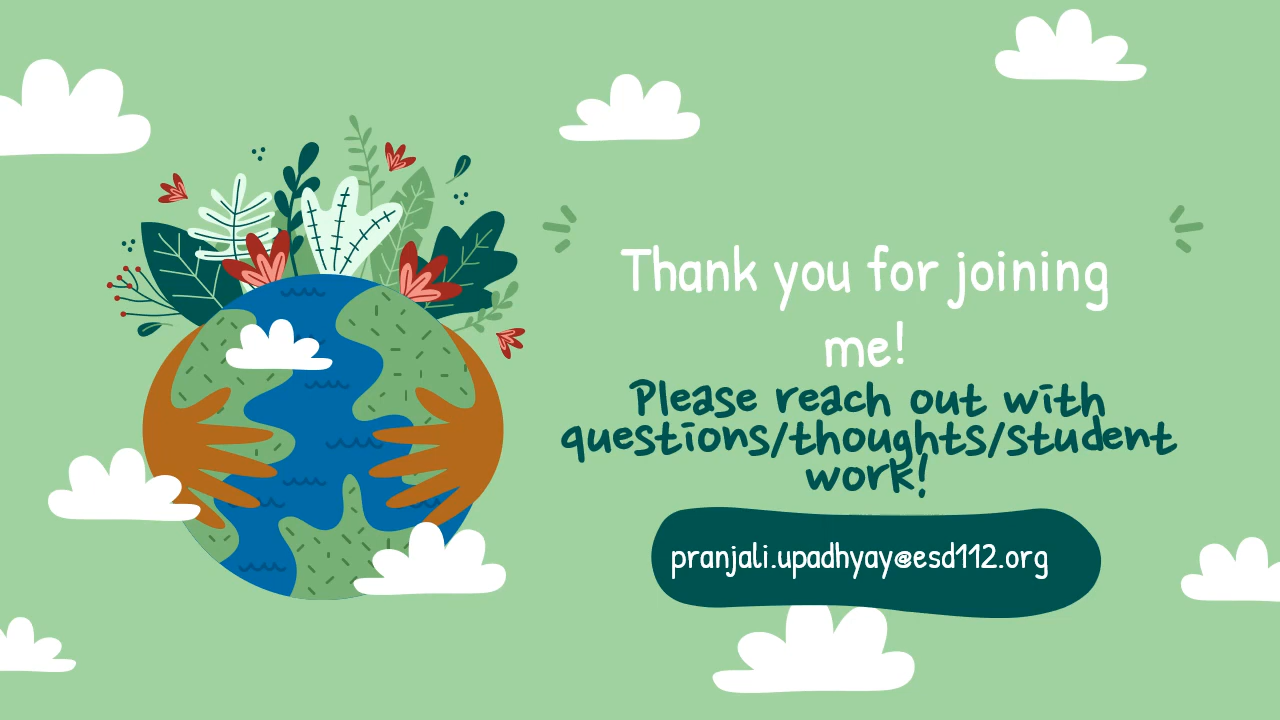 Thank you for joining
me!
Please reach out with
questions/thoughts/student
work!
pranjali.upadhyay@esd112.org